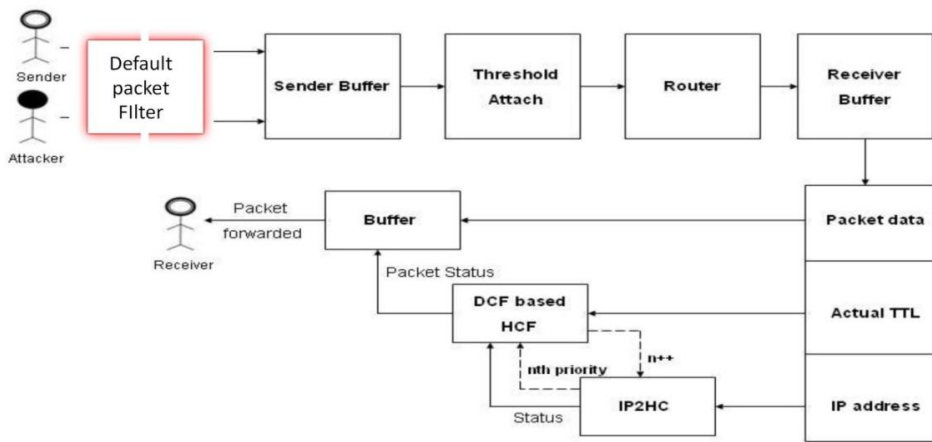 Sender
Attacker
Default
packet
FIlter
Sender Buffer
Threshold
Attach
Router
Receiver
Buffer
Packet data
Actual TTL
IP address
Buffer
Packet
forwarded
Receiver
Packet Status
DCF based
HCF
n++
nth priority
IP2HC
Status